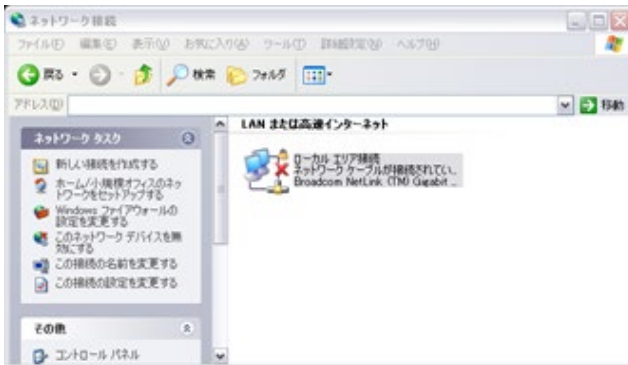 ネットワーク接続
ファイル(F) 編集(E) 表示(V) お気に入り(A) ツール(T) 詳細設定(N) ヘルプ(H)
戻る 検索 フォルダ
アドレス(D) 移動
ネットワーク タスク
新しい接続を作成する
ホーム/小規模オフィスのネットワークをセットアップする
Windows ファイアウォールの設定を変更する
このネットワーク デバイスを無効にする
この接続の名前を変更する
この接続の設定を変更する
その他
コントロール パネル
LAN または高速インターネット
ローカル エリア接続
ネットワーク ケーブルが接続されてい...
Broadcom NetLink (TM) Gigabit ...